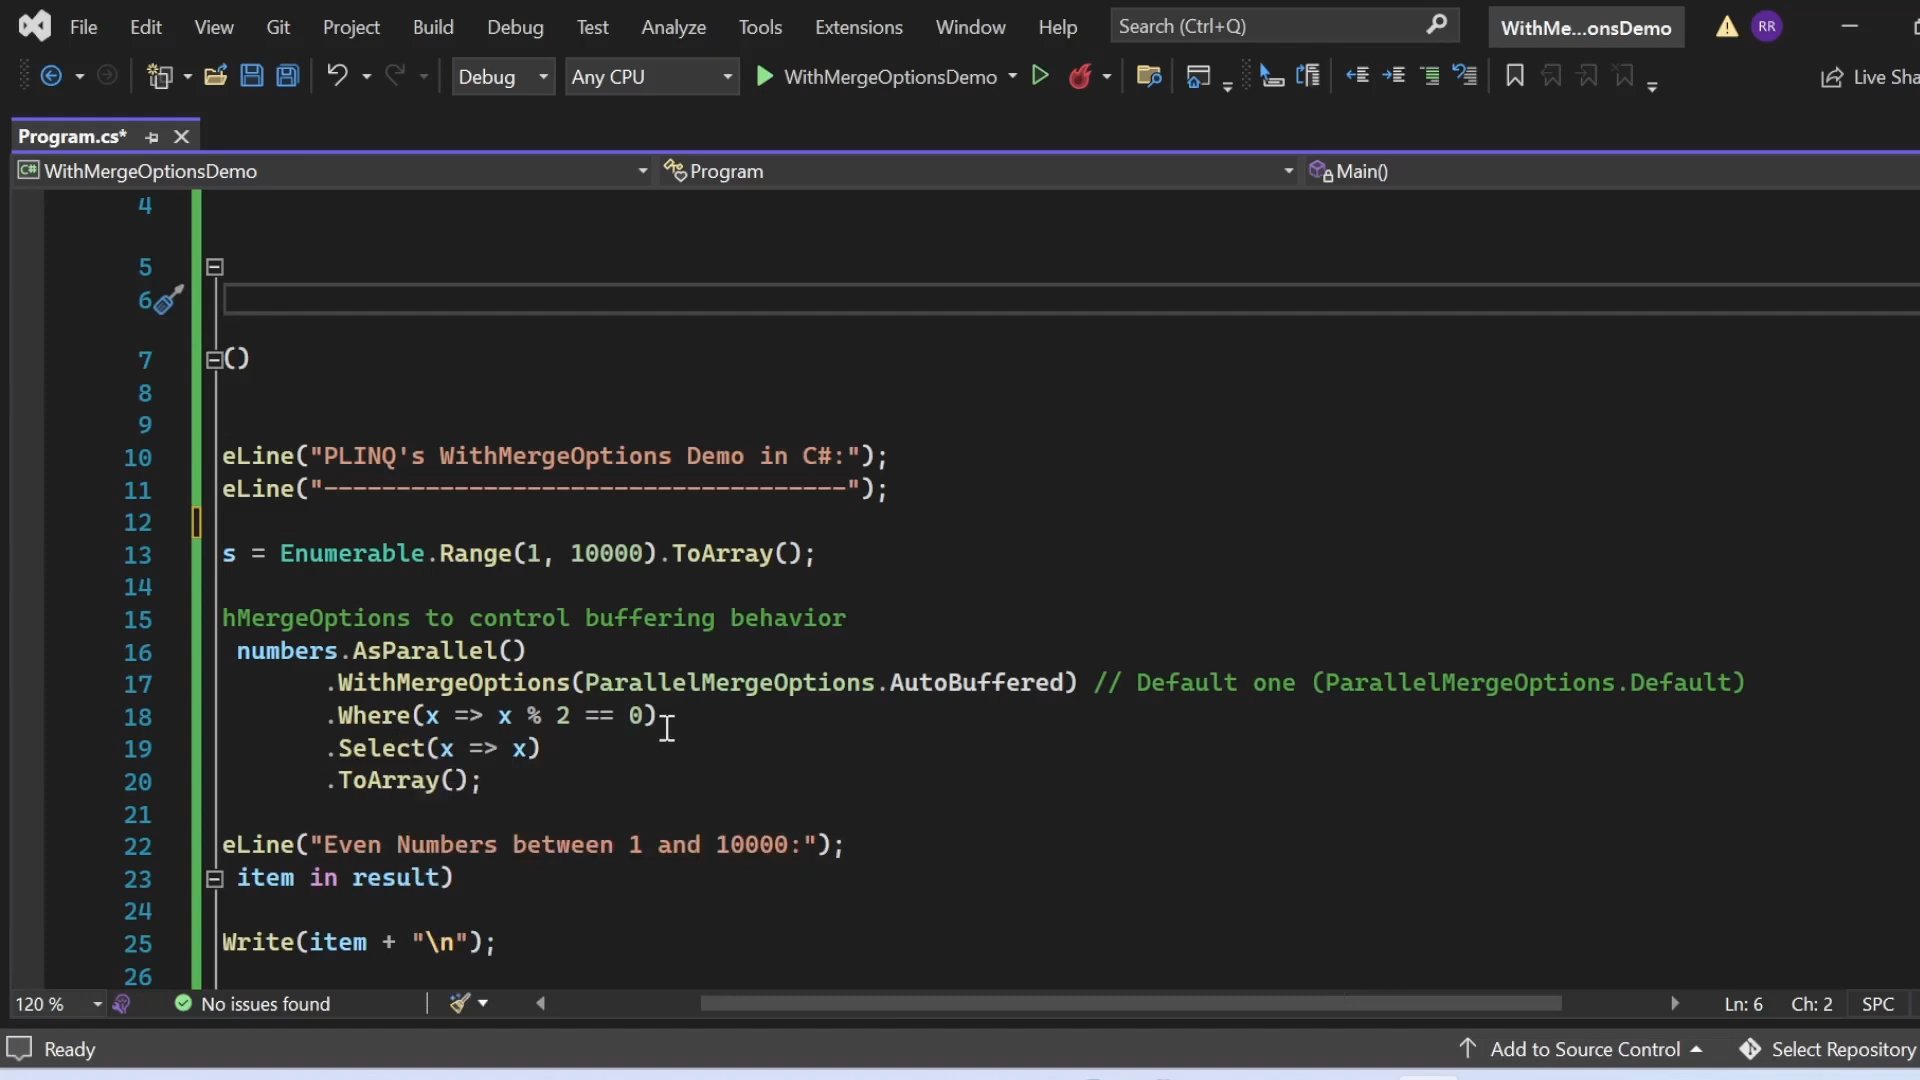 File Edit View Git Project Build Debug Test Analyze Tools Extensions Window Help Search (Ctrl+Q) WithMe...onsDemo RR
Debug Any CPU WithMergeOptionsDemo Live Sha
Program.cs*
C# WithMergeOptionsDemo Program Main()
4
5
6
7 ()
8
9
10 eLine("PLINQ's WithMergeOptions Demo in C#:");
11 eLine("------------------------------------");
12
13 s = Enumerable.Range(1, 10000).ToArray();
14
15 hMergeOptions to control buffering behavior
16 numbers.AsParallel()
17 .WithMergeOptions(ParallelMergeOptions.AutoBuffered) // Default one (ParallelMergeOptions.Default)
18 .Where(x => x % 2 == 0)
19 .Select(x => x)
20 .ToArray();
21
22 eLine("Even Numbers between 1 and 10000:");
23 item in result)
24
25 Write(item + "\n");
26
120 % No issues found Ln: 6 Ch: 2 SPC
Ready Add to Source Control Select Repository